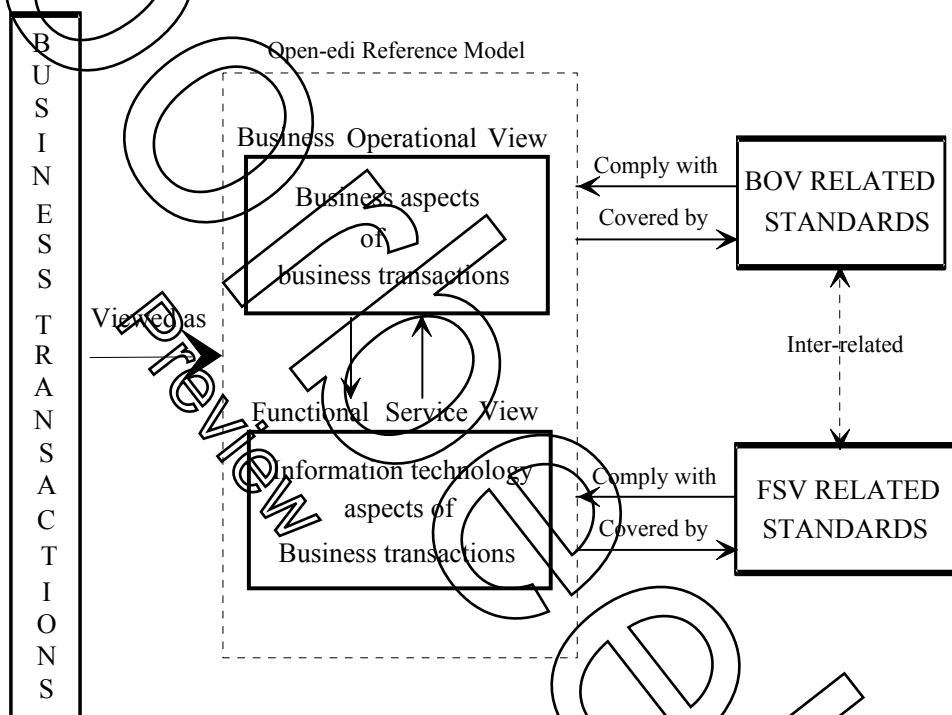 BUSINESS TRANSACTIONS
Open-edi Reference Model
Business Operational View
Business aspects
of
business transactions
Comply with
Covered by
BOV RELATED
STANDARDS
Viewed as
Inter-related
Functional Service View
Information technology
aspects of
Business transactions
Comply with
Covered by
FSV RELATED
STANDARDS
Preview